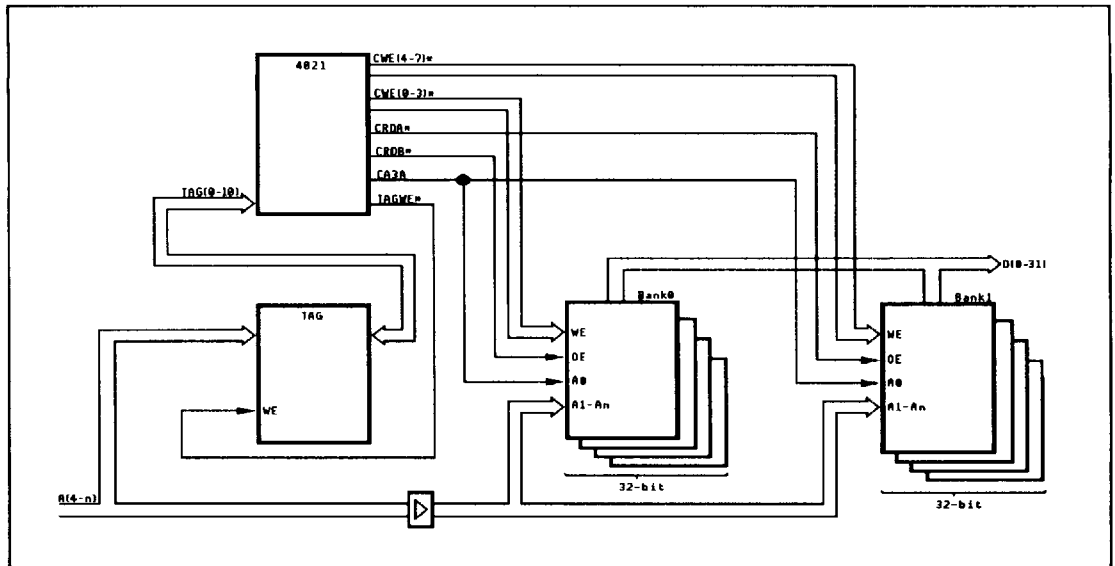 4021
CWE(4-7)*
CWE(0-3)*
CRDA*
CRDB*
CA3A
TAGWE*
TAG(0-10)
TAG
WE
A(4-n)
Bank0
WE
OE
A0
A1-An
32-bit
D(0-31)
Bank1
WE
OE
A0
A1-An
32-bit